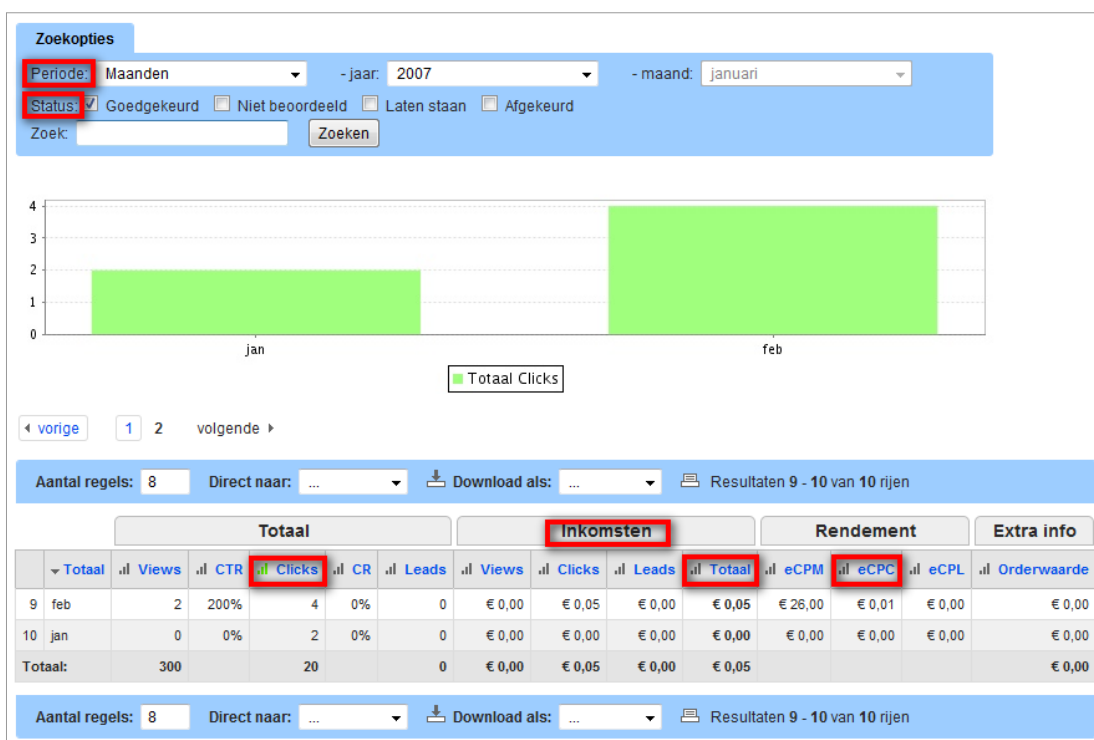 Zoekopties
Periode: Maanden - jaar: 2007 - maand: januari
Status: Goedgekeurd Niet beoordeeld Laten staan Afgekeurd
Zoek: Zoeken
4
3
2
1
0
jan feb
Totaal Clicks
vorige 1 2 volgende
Aantal regels: 8 Direct naar: ... Download als: ... Resultaten 9 - 10 van 10 rijen
Totaal Inkomsten Rendement Extra info
Totaal Views CTR Clicks CR Leads Views Clicks Leads Totaal eCPM eCPC eCPL Orderwaarde
9 feb 2 200% 4 0% 0 € 0,00 € 0,05 € 0,00 € 0,05 € 26,00 € 0,01 € 0,00 € 0,00
10 jan 0 0% 2 0% 0 € 0,00 € 0,00 € 0,00 € 0,00 € 0,00 € 0,00 € 0,00 € 0,00
Totaal: 300 20 0 € 0,00 € 0,05 € 0,00 € 0,05 € 0,00
Aantal regels: 8 Direct naar: ... Download als: ... Resultaten 9 - 10 van 10 rijen